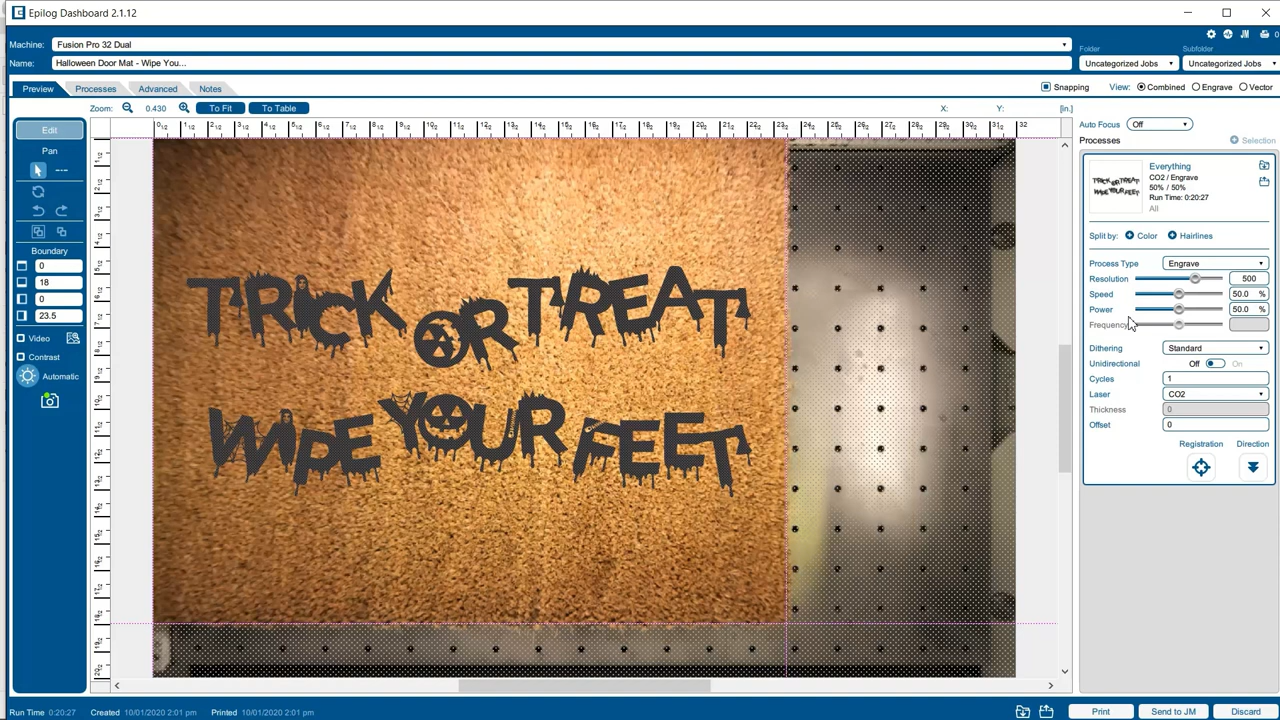 Epilog Dashboard 2.1.12
Machine: Fusion Pro 32 Dual
Folder Subfolder
Name: Halloween Door Mat - Wipe You... Uncategorized Jobs Uncategorized Jobs
Preview Processes Advanced Notes Snapping View: Combined Engrave Vector
Zoom: 0.430 To Fit To Table X: Y: [In.]
Edit
Pan
Boundary
0
18
0
23.5
Video
Contrast
Automatic
TRICK OR TREAT
WIPE YOUR FEET
Auto Focus Off
Processes Selection
Everything
CO2 / Engrave
50% / 50%
Run Time: 0:20:27
All
Split by: Color Hairlines
Process Type Engrave
Resolution 500
Speed 50.0 %
Power 50.0 %
Frequency
Dithering Standard
Unidirectional Off On
Cycles 1
Laser CO2
Thickness 0
Offset 0
Registration Direction
Run Time 0:20:27 Created 10/01/2020 2:01 pm Printed 10/01/2020 2:01 pm Print Send to JM Discard